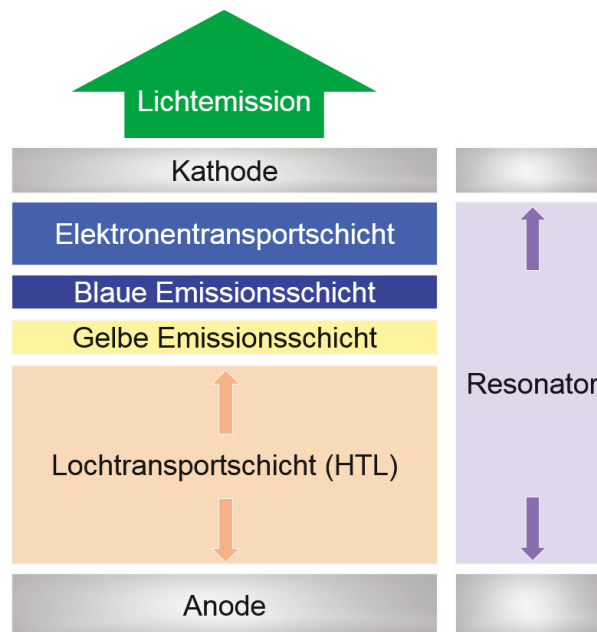 Lichtemission
Kathode
Elektronentransportschicht
Blaue Emissionsschicht
Gelbe Emissionsschicht
Resonator
Lochtransportschicht (HTL)
Anode